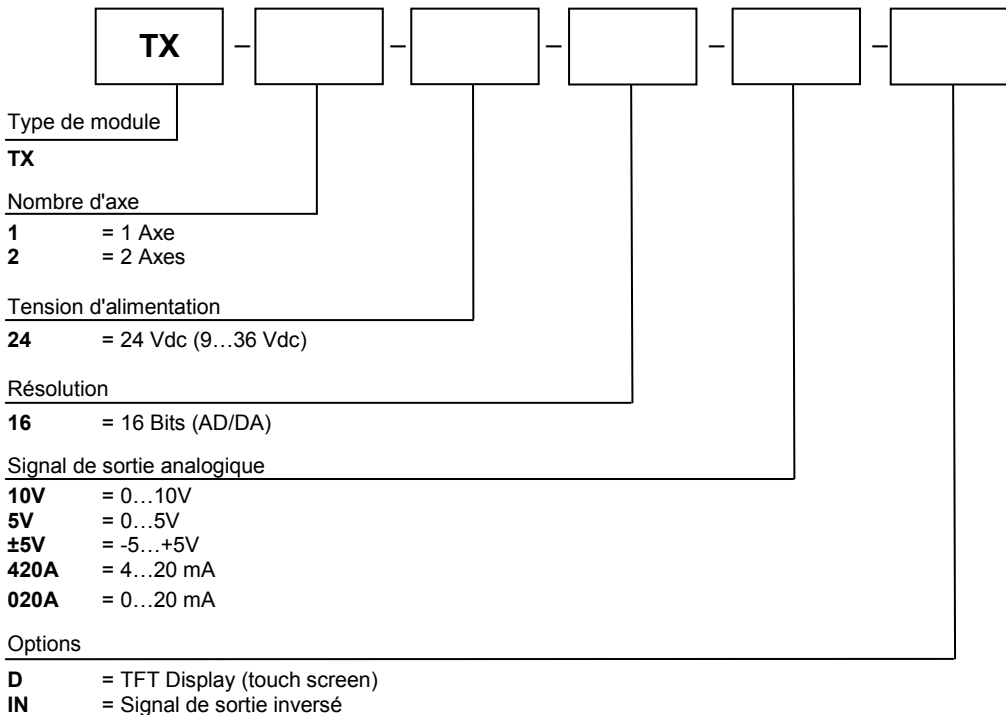 TX – – – – –
Type de module
TX
Nombre d'axe
1 = 1 Axe
2 = 2 Axes
Tension d'alimentation
24 = 24 Vdc (9…36 Vdc)
Résolution
16 = 16 Bits (AD/DA)
Signal de sortie analogique
10V = 0…10V
5V = 0…5V
±5V = -5…+5V
420A = 4…20 mA
020A = 0…20 mA
Options
D = TFT Display (touch screen)
IN = Signal de sortie inversé